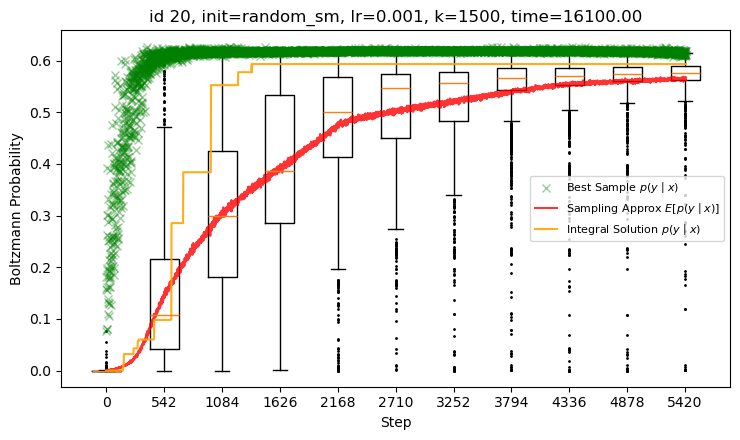 id 20, init=random_sm, lr=0.001, k=1500, time=16100.00
Boltzmann Probability
0.6
0.5
0.4
0.3
0.2
0.1
0.0
Best Sample p(y | x)
Sampling Approx E[p(y | x)]
Integral Solution p(y | x)
0 542 1084 1626 2168 2710 3252 3794 4336 4878 5420
Step